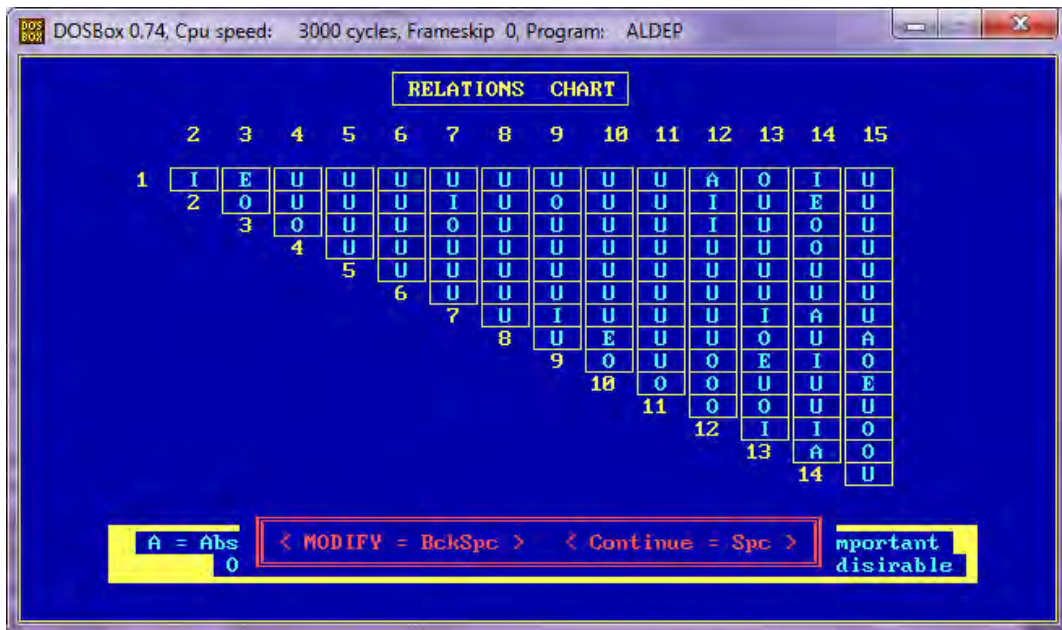 DOS
BOX
DOSBox 0.74, Cpu speed: 3000 cycles, Frameskip 0, Program: ALDEP
RELATIONS CHART
2 3 4 5 6 7 8 9 10 11 12 13 14 15
1 I E U U U U U U U U A O I U
2 O U U U I U O U U I U E U
3 O U U O U U U U I U O U
4 U U U U U U U U U O U
5 U U U U U U U U U U
6 U U U U U U U U U
7 U I U U U I A U
8 U E U U O U A
9 O U O E I O
10 O O U U E
11 O O U U
12 I I O
13 A O
14 U
A = Abs < MODIFY = BckSpc > < Continue = Spc > mportant
O disirable